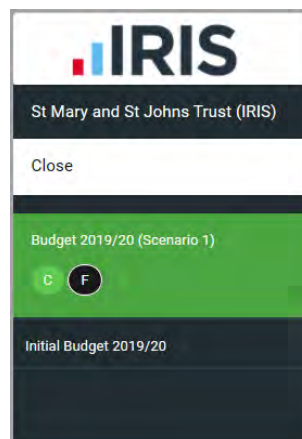 IRIS
St Mary and St Johns Trust (IRIS)
Close
Budget 2019/20 (Scenario 1)
C F
Initial Budget 2019/20